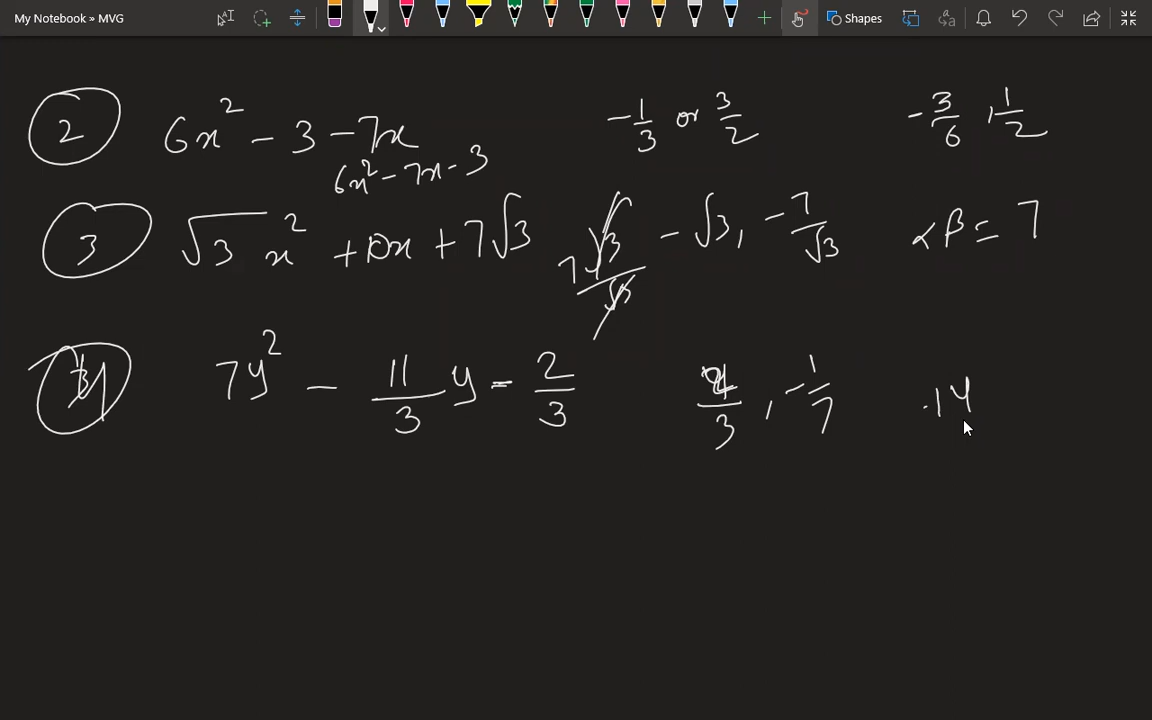 My Notebook » MVG
Shapes
2 6x² - 3 - 7x -1/3 or 3/2 -3/6, 1/2
6x² - 7x - 3
3 √3 x² + 10x + 7√3 7√3/√3 -√3, -7/√3 αβ = 7
7y² - 11/3 y = 2/3 /3, -1/7 .14